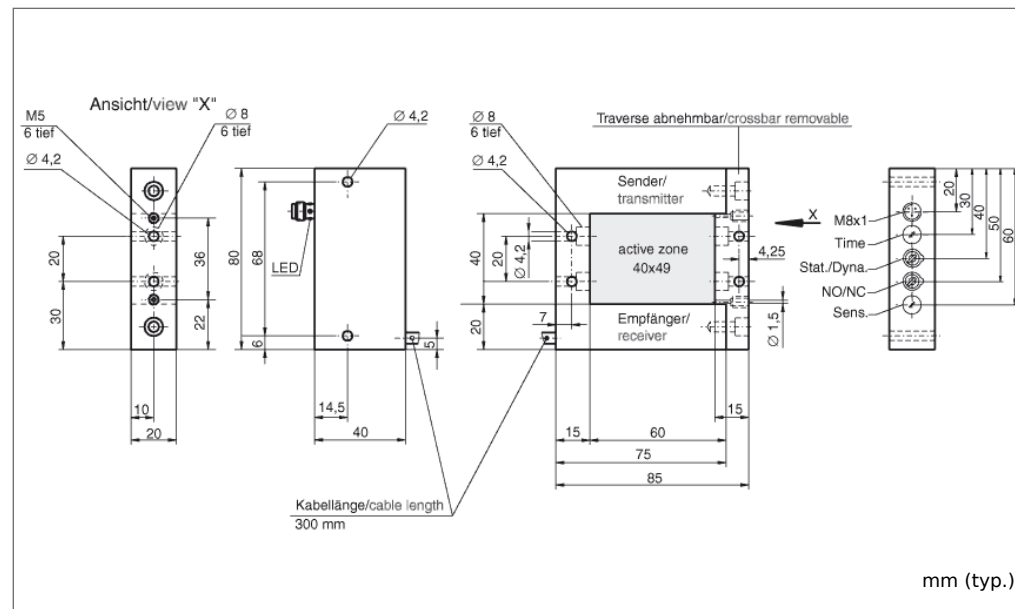 Ansicht/view "X"
M5
6 tief
Ø 8
6 tief
Ø 4,2
20
30
36
22
10
20
Ø 4,2
LED
80
68
6
5
14,5
40
Kabellänge/cable length
300 mm
Ø 8
6 tief
Ø 4,2
Traverse abnehmbar/crossbar removable
Sender/
transmitter
active zone
40x49
Empfänger/
receiver
40
20
Ø 4,2
20
7
X
4,25
Ø 1,5
15
15
60
75
85
M8x1
Time
Stat./Dyna.
NO/NC
Sens.
20
30
40
50
60
mm (typ.)